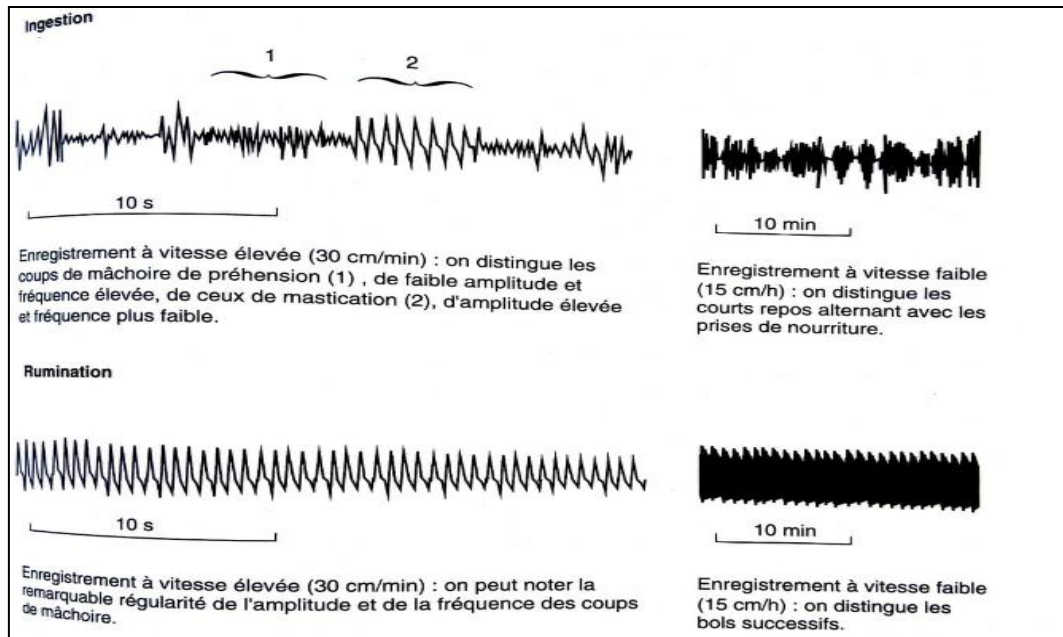 Ingestion
1
2
10 s
10 min
Enregistrement à vitesse élevée (30 cm/min) : on distingue les
coups de mâchoire de préhension (1) , de faible amplitude et
fréquence élevée, de ceux de mastication (2), d'amplitude élevée
et fréquence plus faible.
Enregistrement à vitesse faible
(15 cm/h) : on distingue les
courts repos alternant avec les
prises de nourriture.
Rumination
10 s
10 min
Enregistrement à vitesse élevée (30 cm/min) : on peut noter la
remarquable régularité de l'amplitude et de la fréquence des coups
de mâchoire.
Enregistrement à vitesse faible
(15 cm/h) : on distingue les
bols successifs.